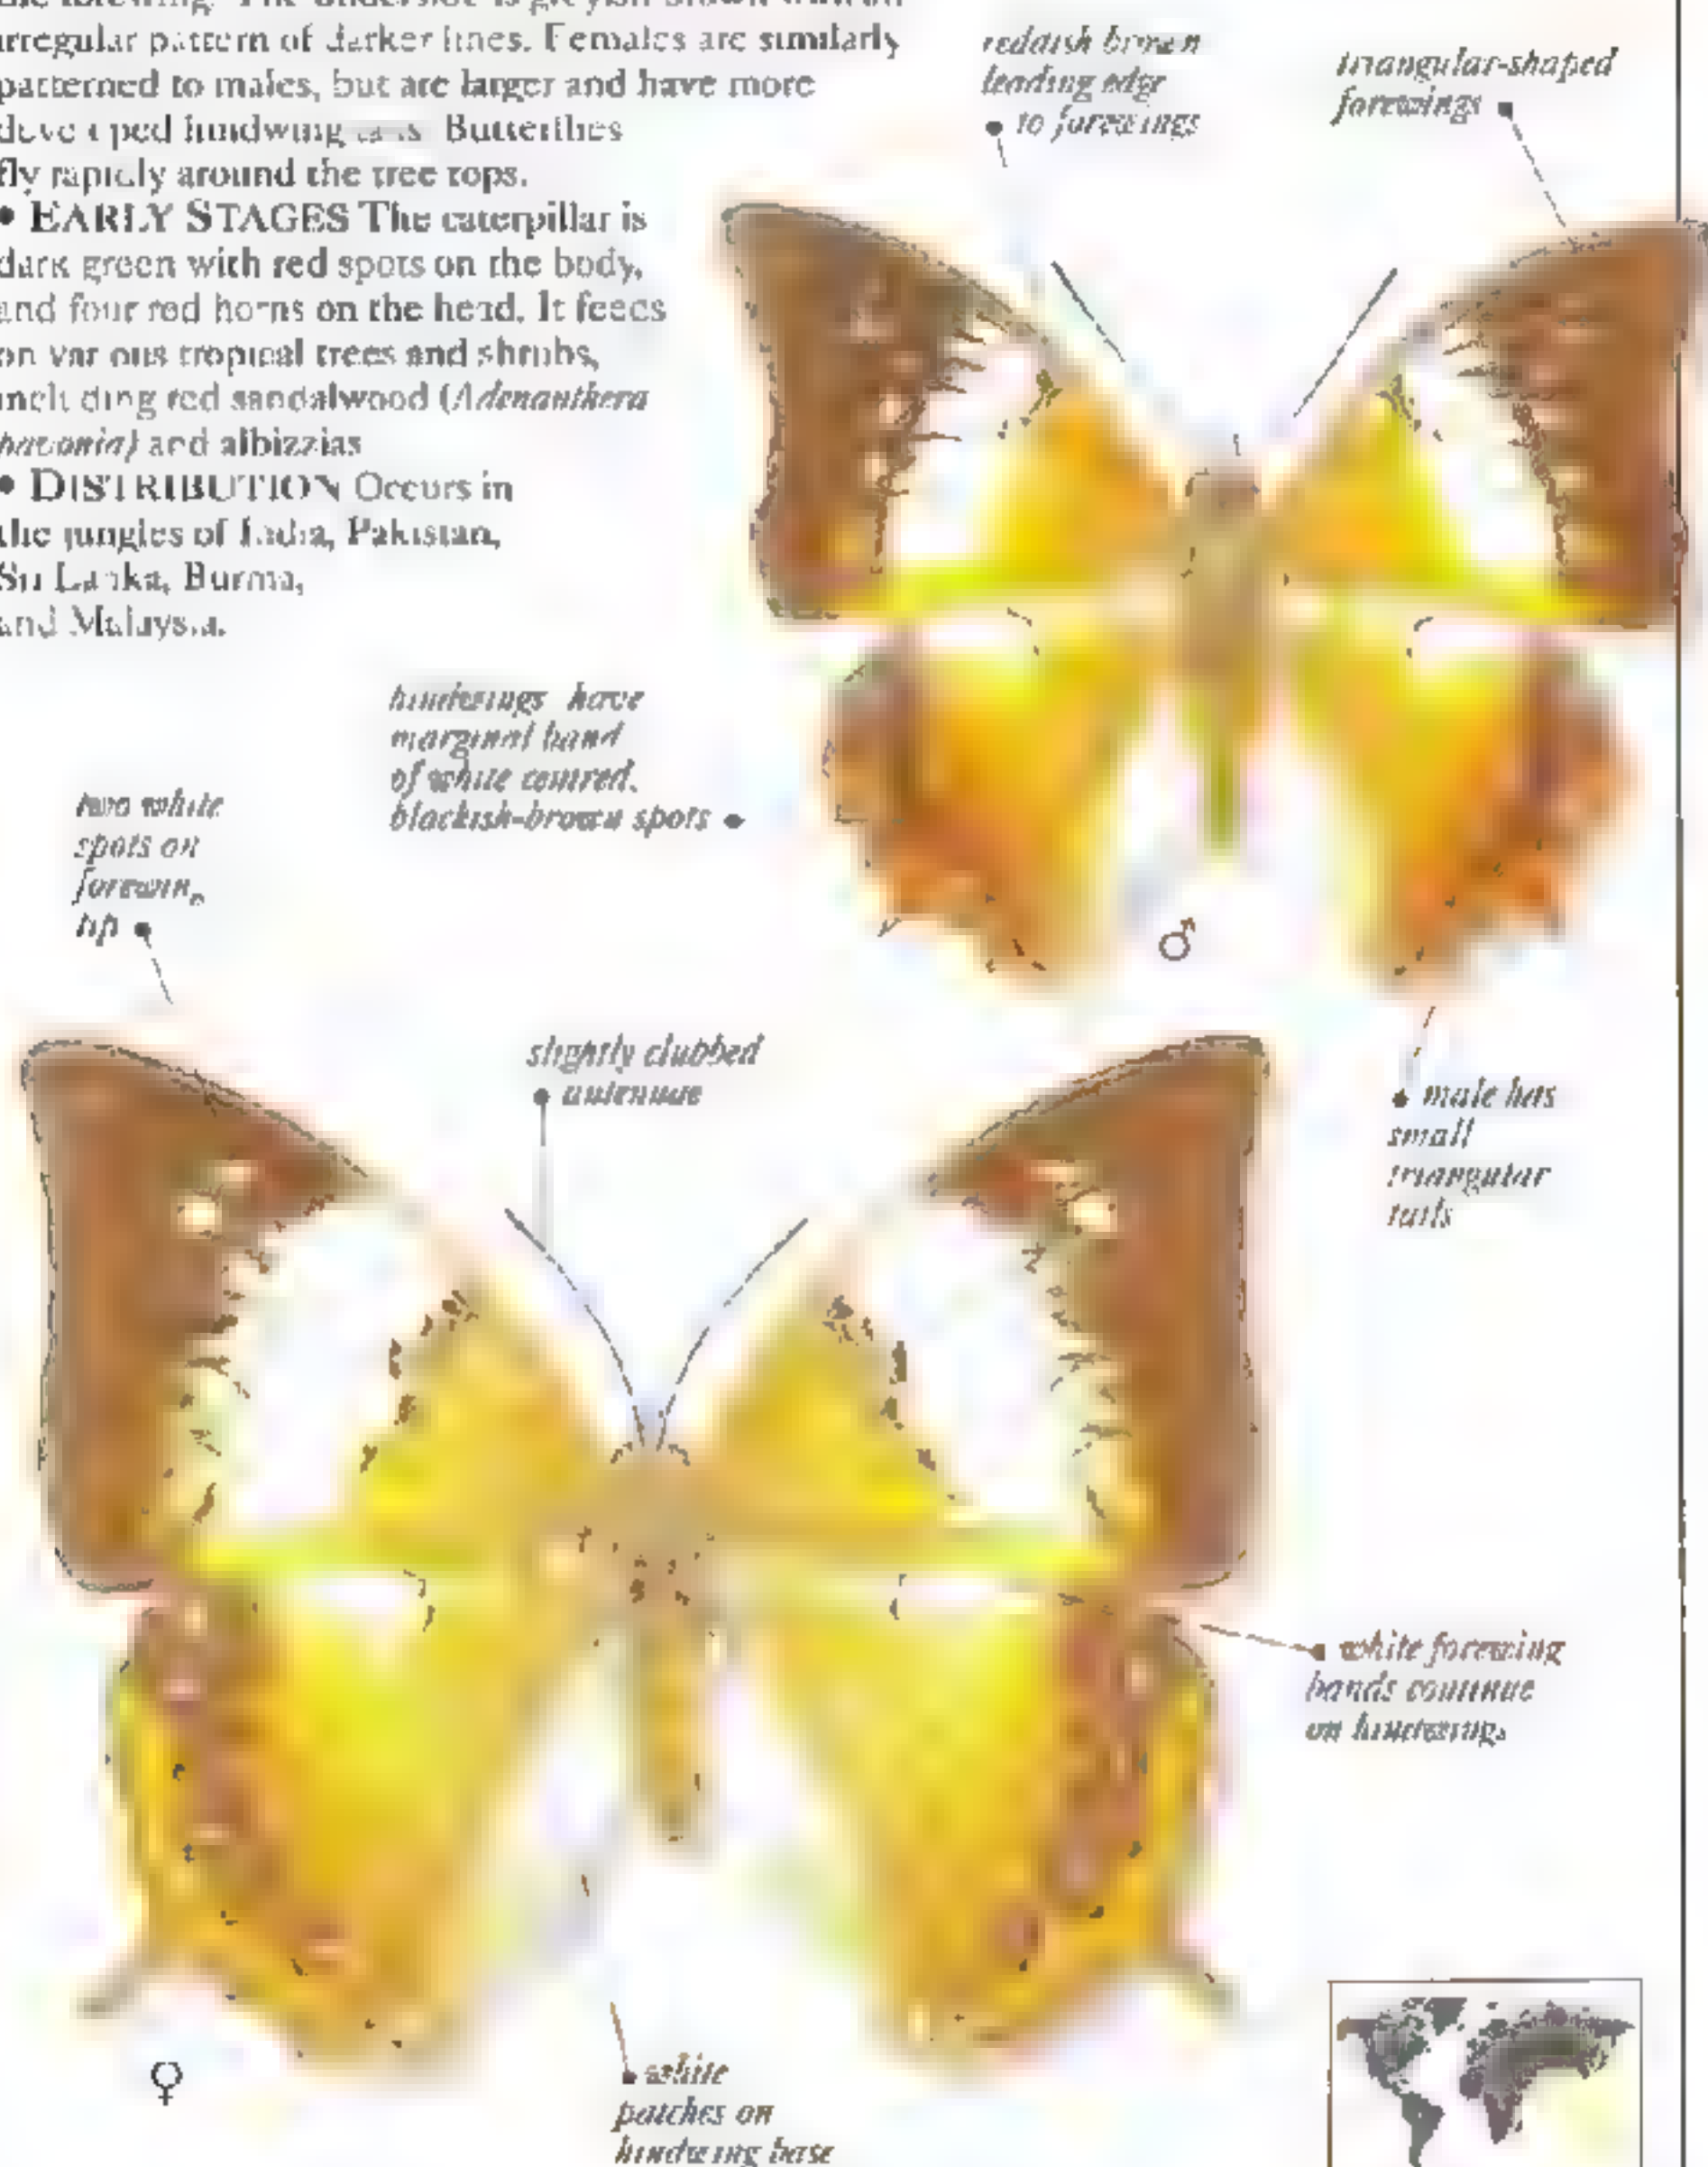 irregular pattern of darker lines. Females are similarly
patterned to males, but are larger and have more
developed hindwing tails. Butterflies
fly rapidly around the tree tops.
• EARLY STAGES The caterpillar is
dark green with red spots on the body,
and four red horns on the head. It feeds
on various tropical trees and shrubs,
including red sandalwood (Adenanthera
pavonia) and albizzias
• DISTRIBUTION Occurs in
the jungles of India, Pakistan,
Sri Lanka, Burma,
and Malaysia.
reddish brown
leading edge
to forewings
triangular-shaped
forewings
hindwings have
marginal band
of white centred,
blackish-brown spots
two white
spots on
forewing
tip
♂
slightly clubbed
antennae
male has
small
triangular
tails
white forewing
bands continue
on hindwings
♀
white
patches on
hindwing base